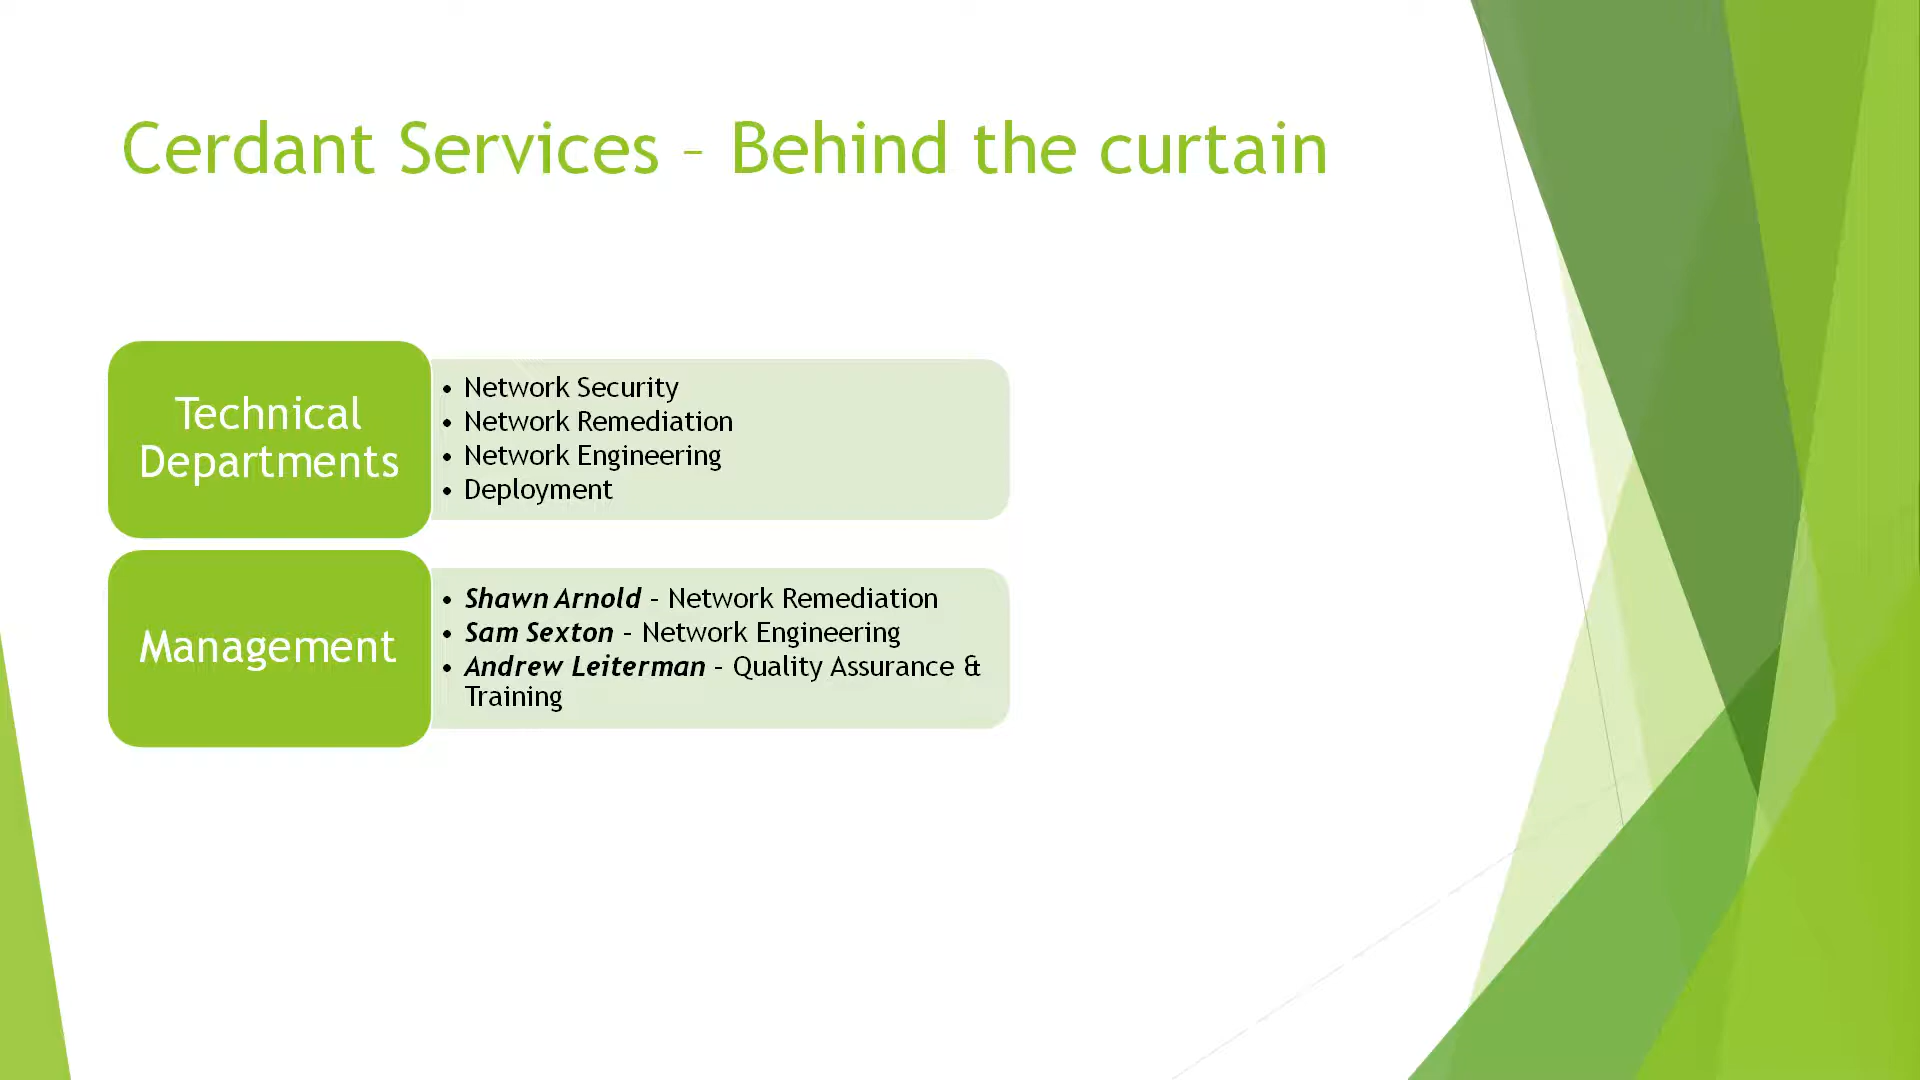 Cerdant Services – Behind the curtain
Technical
Departments
• Network Security
• Network Remediation
• Network Engineering
• Deployment
Management
• Shawn Arnold – Network Remediation
• Sam Sexton – Network Engineering
• Andrew Leiterman – Quality Assurance &
Training